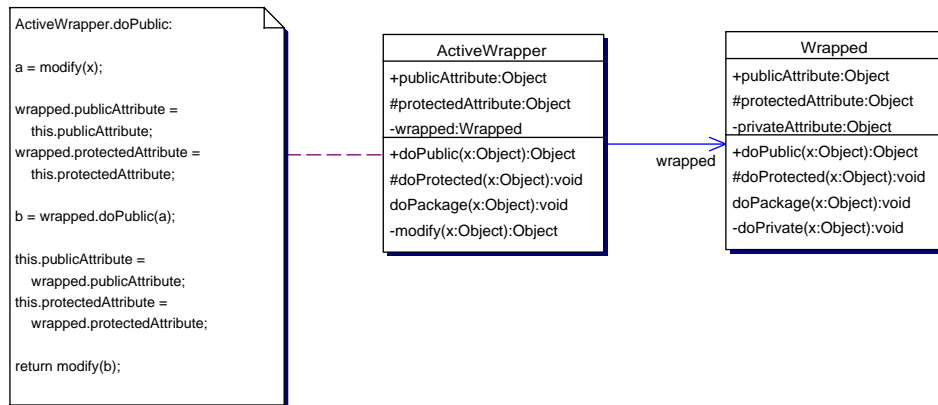 ActiveWrapper.doPublic:
a = modify(x);
wrapped.publicAttribute =
this.publicAttribute;
wrapped.protectedAttribute =
this.protectedAttribute;
b = wrapped.doPublic(a);
this.publicAttribute =
wrapped.publicAttribute;
this.protectedAttribute =
wrapped.protectedAttribute;
return modify(b);
ActiveWrapper
+publicAttribute:Object
#protectedAttribute:Object
-wrapped:Wrapped
+doPublic(x:Object):Object
#doProtected(x:Object):void
doPackage(x:Object):void
-modify(x:Object):Object
wrapped
Wrapped
+publicAttribute:Object
#protectedAttribute:Object
-privateAttribute:Object
+doPublic(x:Object):Object
#doProtected(x:Object):void
doPackage(x:Object):void
-doPrivate(x:Object):void